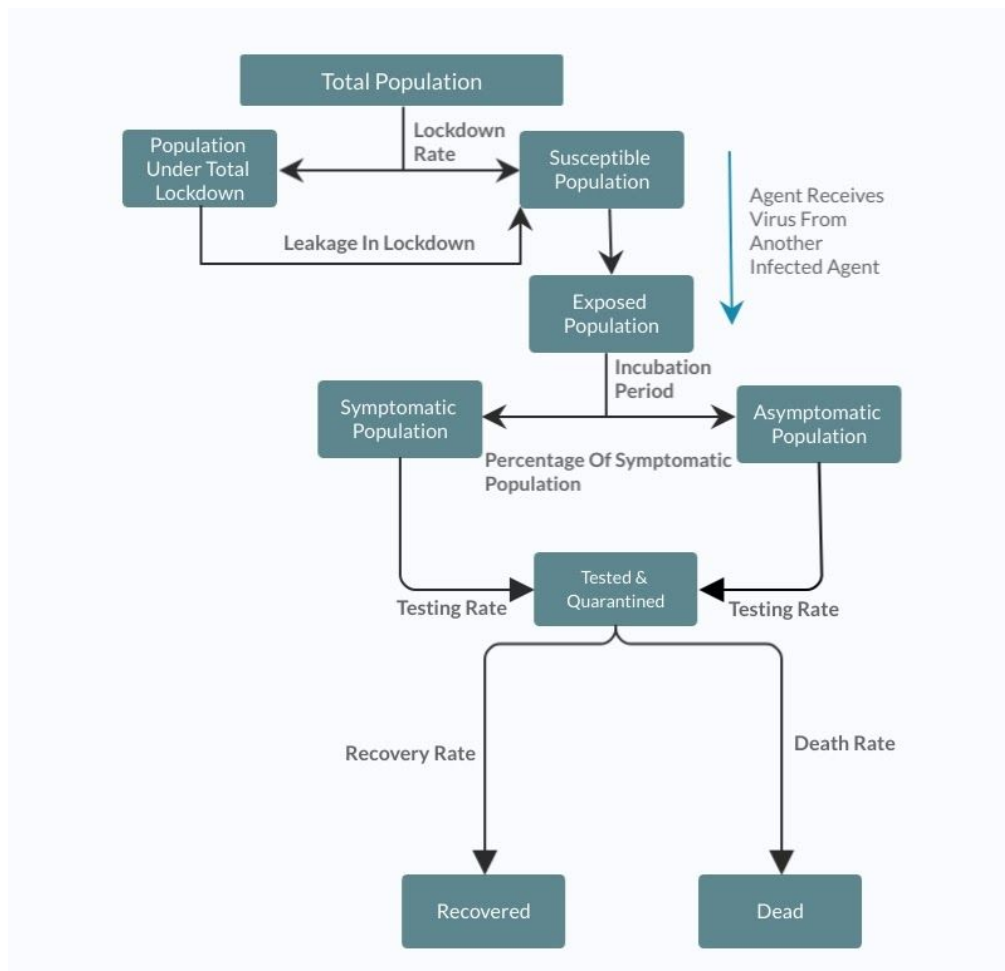 Total Population
Lockdown
Rate
Population
Under Total
Lockdown
Susceptible
Population
Agent Receives
Virus From
Another
Infected Agent
Leakage In Lockdown
Exposed
Population
Incubation
Period
Symptomatic
Population
Asymptomatic
Population
Percentage Of Symptomatic
Population
Tested &
Quarantined
Testing Rate
Testing Rate
Recovery Rate
Death Rate
Recovered
Dead